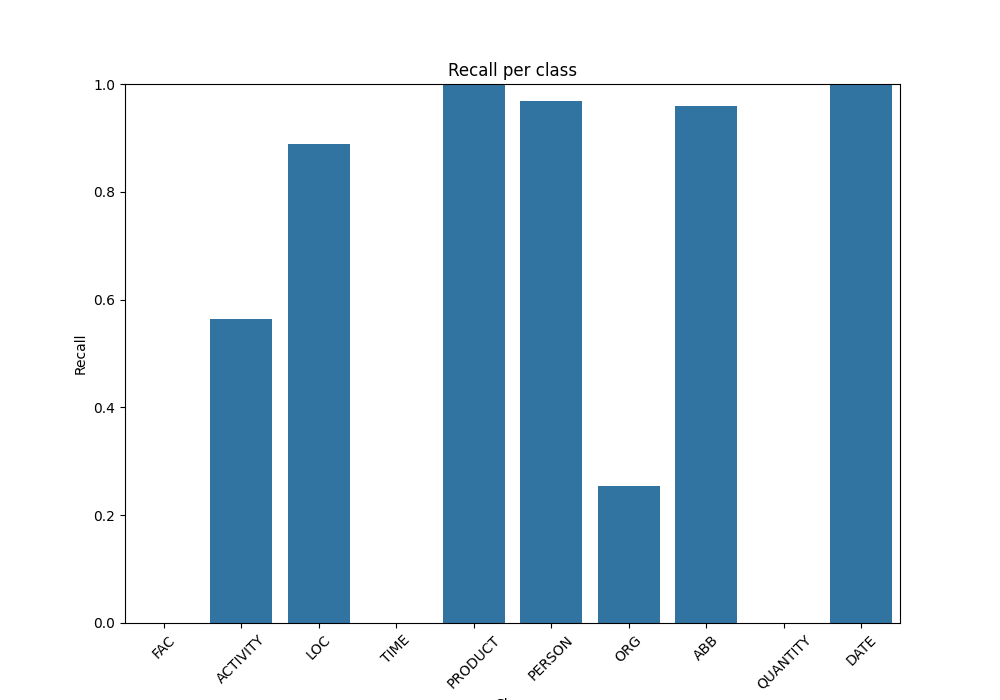 Recall per class
1.0
0.8
0.6
0.4
0.2
0.0
Recall
FAC
ACTIVITY
LOC
TIME
PRODUCT
PERSON
ORG
ABB
QUANTITY
DATE